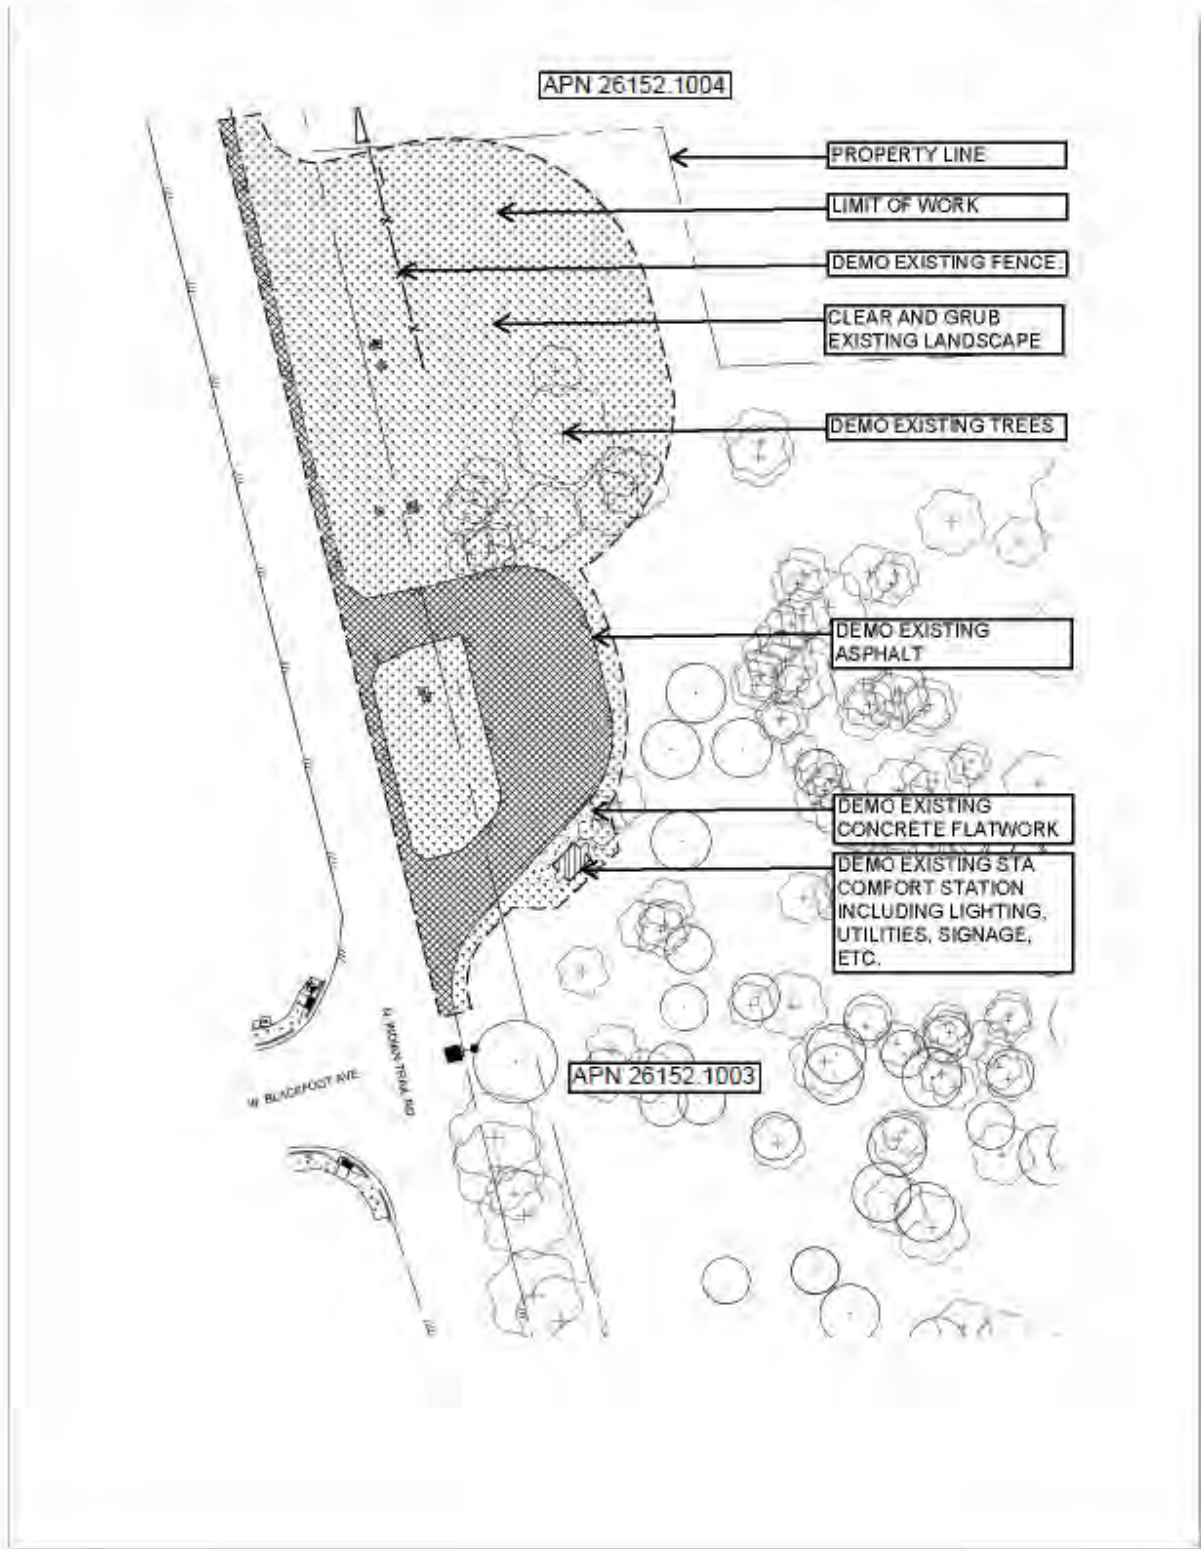 APN 26152.1004
PROPERTY LINE
LIMIT OF WORK
DEMO EXISTING FENCE.
CLEAR AND GRUB
EXISTING LANDSCAPE
DEMO EXISTING TREES
DEMO EXISTING
ASPHALT
DEMO EXISTING
CONCRETE FLATWORK
DEMO EXISTING STA
COMFORT STATION
INCLUDING LIGHTING,
UTILITIES, SIGNAGE,
ETC.
N INDIAN TRAIL RD
W BLACKFOOT AVE
APN 26152.1003